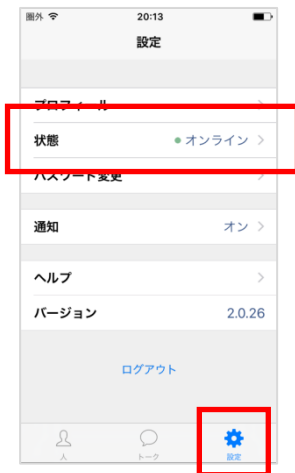 圏外 20:13
設定
プロフィール
状態 オンライン
パスワード変更
通知 オン
ヘルプ
バージョン 2.0.26
ログアウト
人 トーク 設定